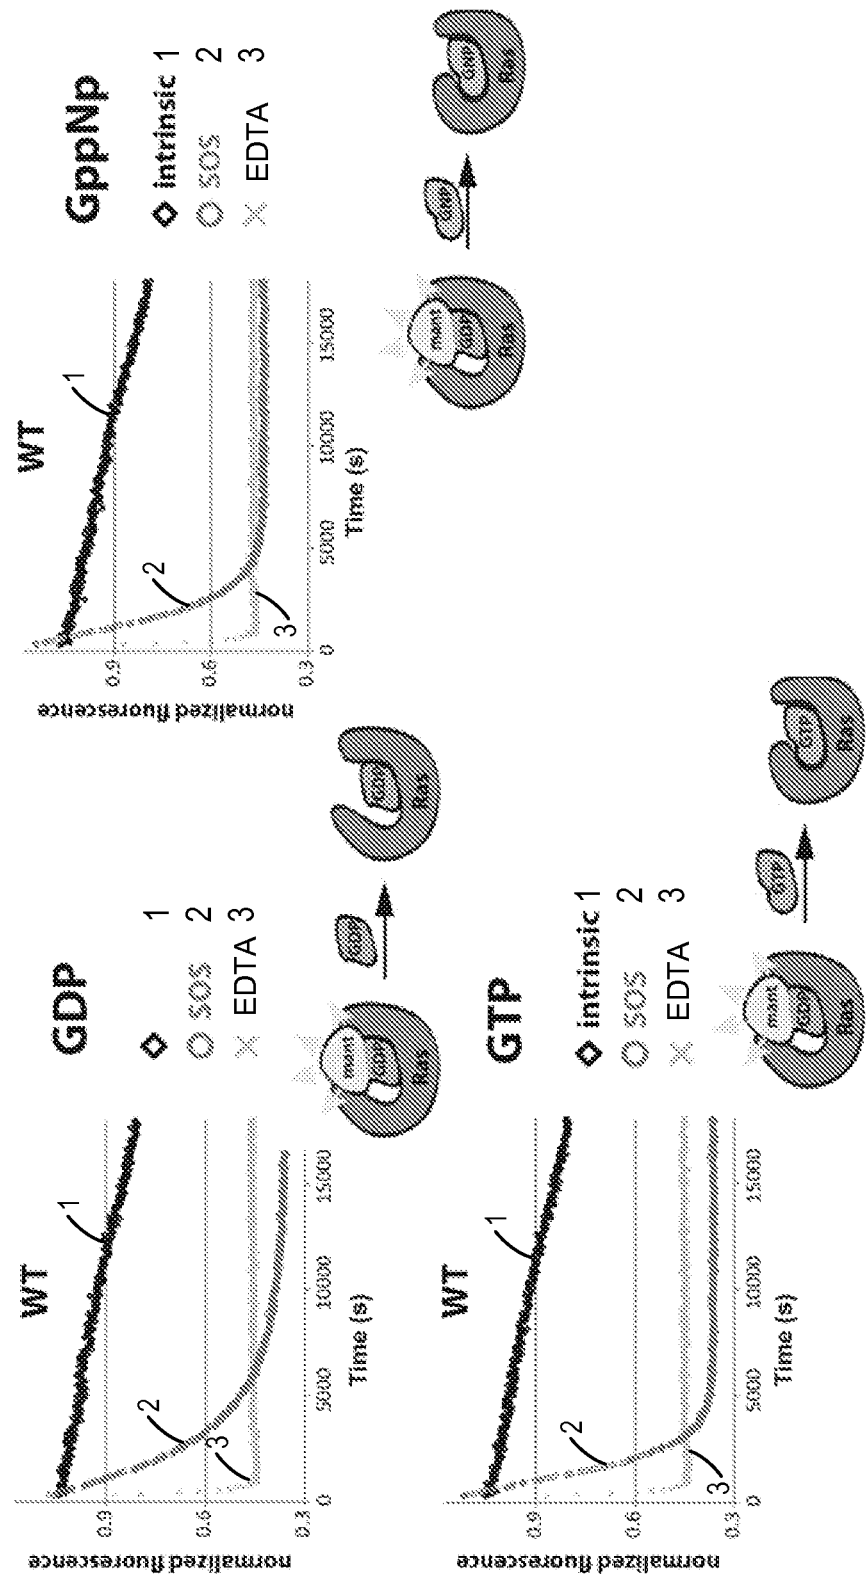 WT
GDP
normalized fluorescence
0.9
0.6
0.3
0
5000
10000
15000
Time (s)
1
2
3
1
SOS 2
EDTA 3
mant
GDP
Ras
GDP
GDP
Ras
WT
GppNp
normalized fluorescence
0.9
0.6
0.3
0
5000
10000
15000
Time (s)
1
2
3
intrinsic 1
SOS 2
EDTA 3
mant
GDP
Ras
GNP
GNP
Ras
WT
GTP
normalized fluorescence
0.9
0.6
0.3
0
5000
10000
15000
Time (s)
1
2
3
intrinsic 1
SOS 2
EDTA 3
mant
GDP
Ras
GTP
GTP
Ras